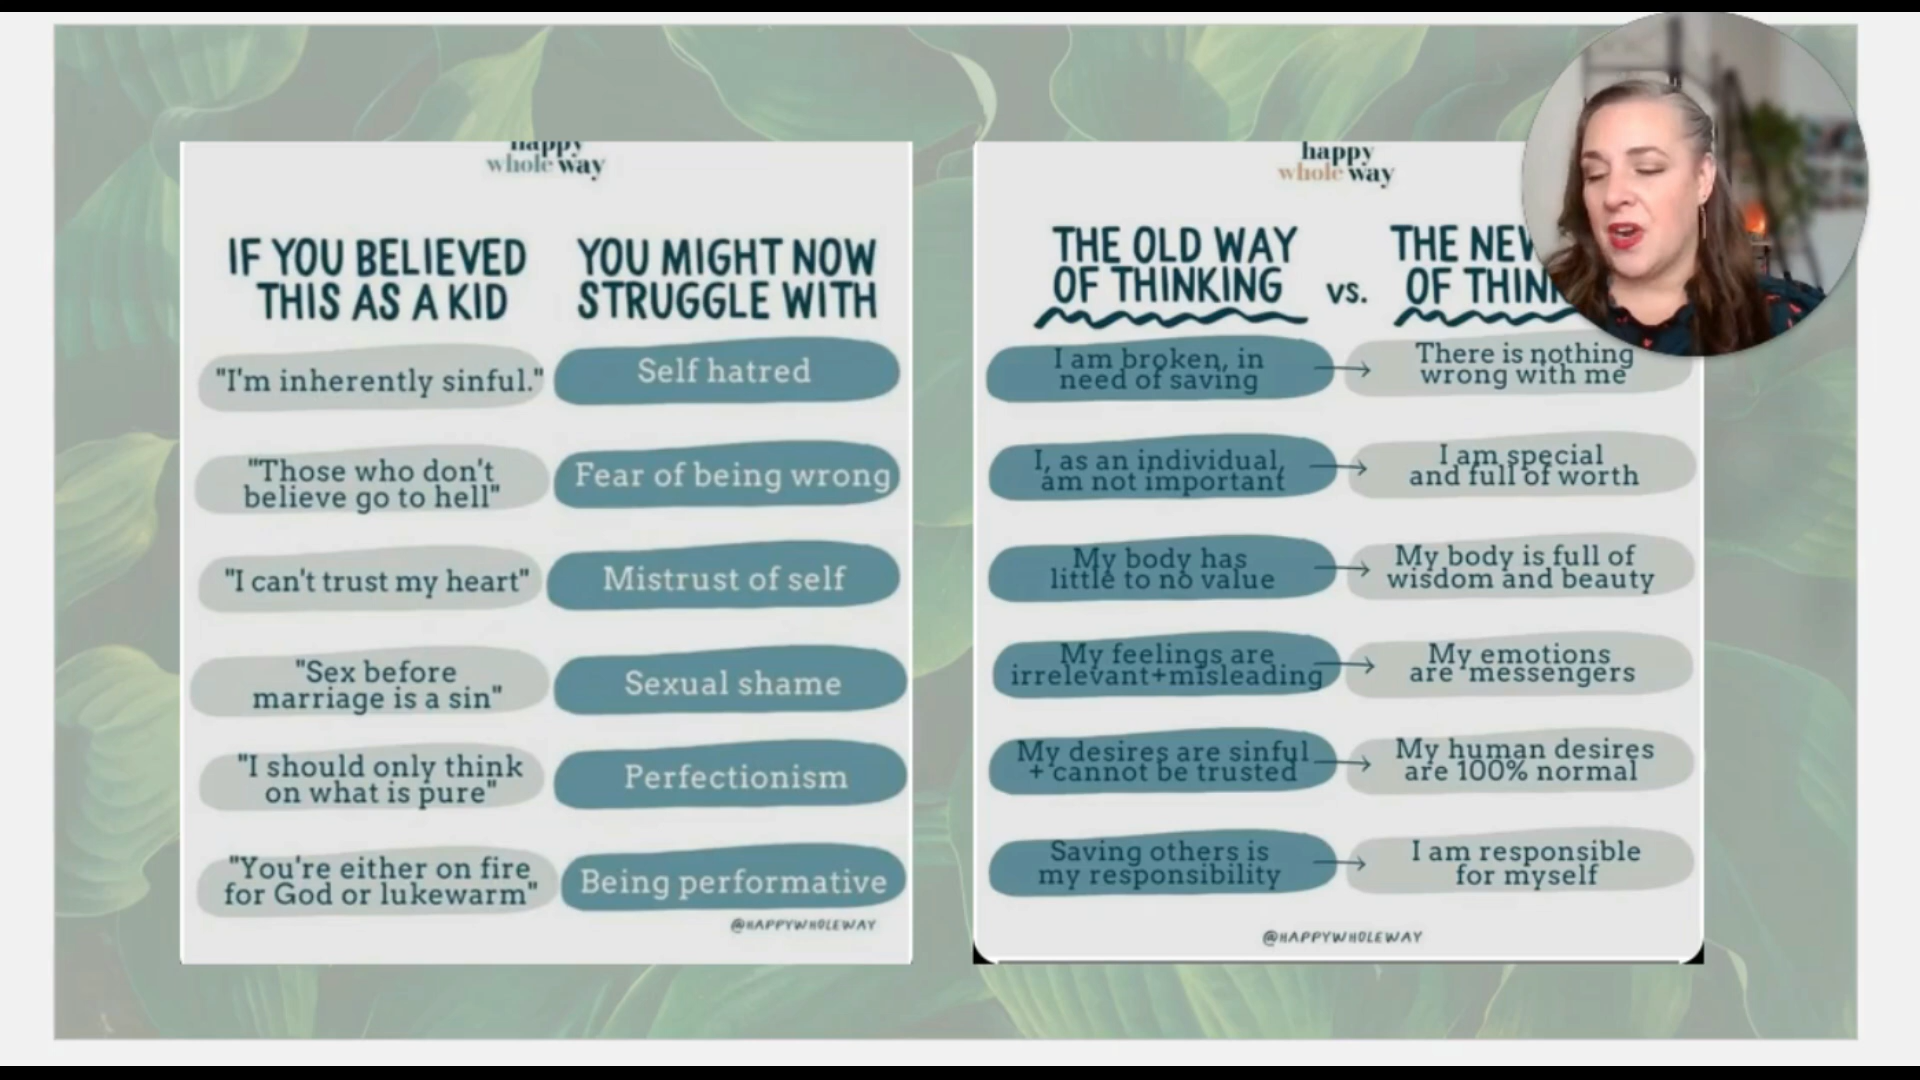 happy
whole way
IF YOU BELIEVED
THIS AS A KID
YOU MIGHT NOW
STRUGGLE WITH
"I'm inherently sinful."
Self hatred
"Those who don't
believe go to hell"
Fear of being wrong
"I can't trust my heart"
Mistrust of self
"Sex before
marriage is a sin"
Sexual shame
"I should only think
on what is pure"
Perfectionism
"You're either on fire
for God or lukewarm"
Being performative
@HAPPYWHOLEWAY
happy
whole way
THE OLD WAY
OF THINKING
vs.
THE NEW
OF THIN
I am broken, in
need of saving
There is nothing
wrong with me
I, as an individual,
am not important
I am special
and full of worth
My body has
little to no value
My body is full of
wisdom and beauty
My feelings are
irrelevant+misleading
My emotions
are messengers
My desires are sinful
+ cannot be trusted
My human desires
are 100% normal
Saving others is
my responsibility
I am responsible
for myself
@HAPPYWHOLEWAY